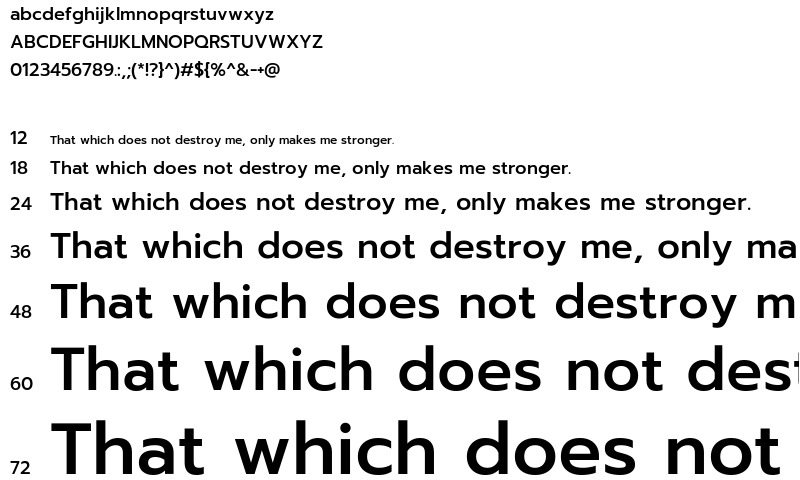 abcdefghijklmnopqrstuvwxyz
ABCDEFGHIJKLMNOPQRSTUVWXYZ
0123456789.:,;(*!?}^)#${%^&-+@
12 That which does not destroy me, only makes me stronger.
18 That which does not destroy me, only makes me stronger.
24 That which does not destroy me, only makes me stronger.
36 That which does not destroy me, only ma
48 That which does not destroy m
60 That which does not dest
72 That which does not